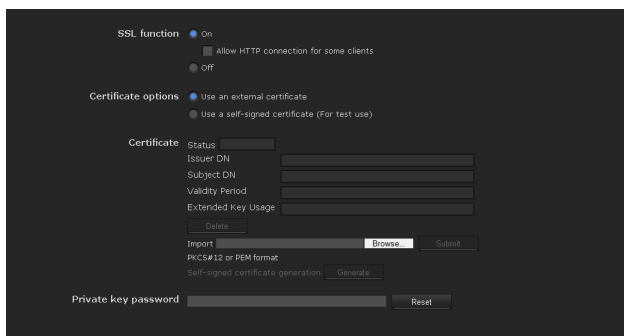 SSL function On
Allow HTTP connection for some clients
Off
Certificate options Use an external certificate
Use a self-signed certificate (For test use)
Certificate Status
Issuer DN
Subject DN
Validity Period
Extended Key Usage
Delete
Import Browse... Submit
PKCS#12 or PEM format
Self-signed certificate generation Generate
Private key password Reset